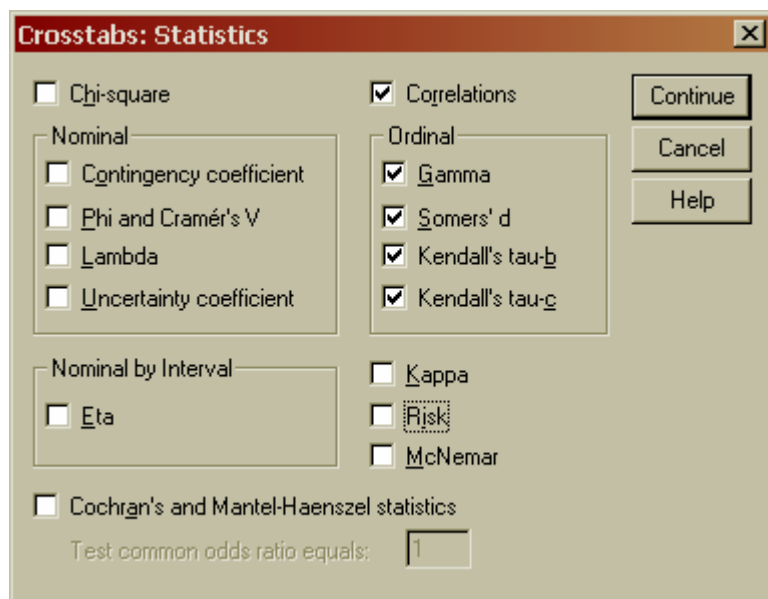 Crosstabs: Statistics
Chi-square
Correlations
Continue
Nominal
Ordinal
Cancel
Contingency coefficient
Gamma
Help
Phi and Cramér's V
Somers' d
Lambda
Kendall's tau-b
Uncertainty coefficient
Kendall's tau-c
Nominal by Interval
Kappa
Eta
Risk
McNemar
Cochran's and Mantel-Haenszel statistics
Test common odds ratio equals: 1